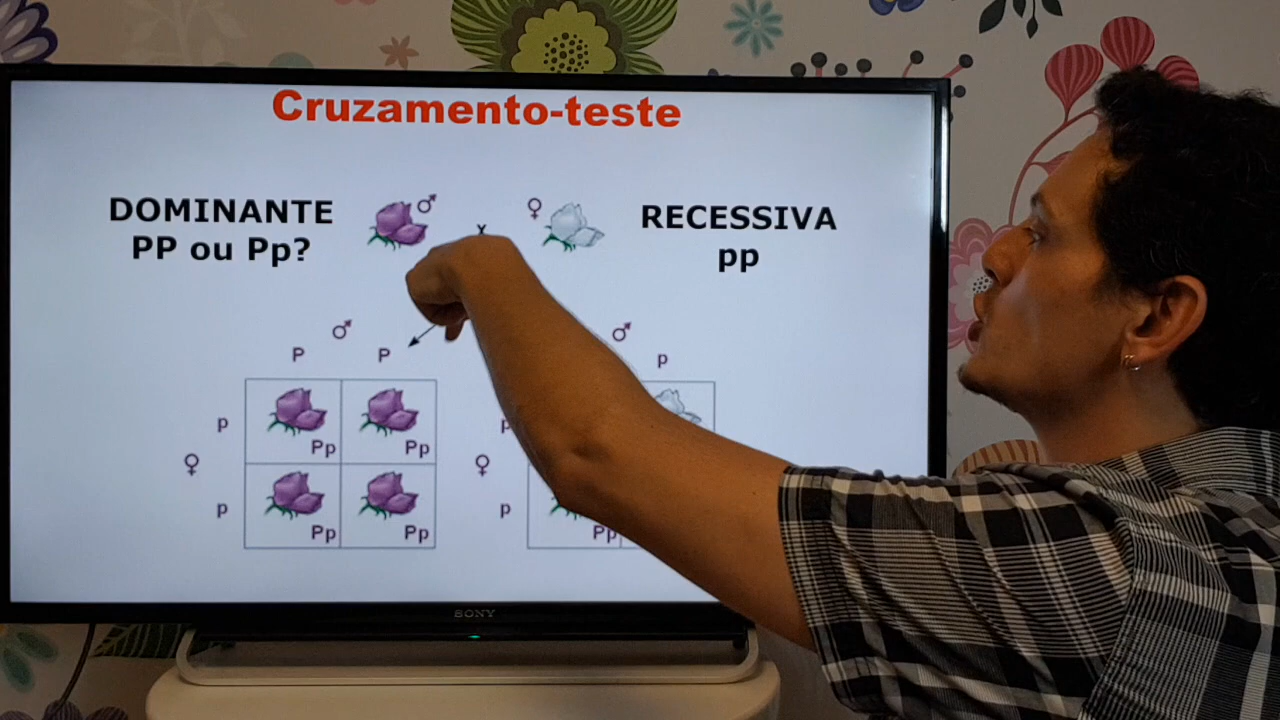 Cruzamento-teste
DOMINANTE
PP ou Pp?
x
RECESSIVA
pp
♂ ♀
♂
P P
p
Pp Pp
♀
p
Pp Pp
♂
p
p
♀
p
Pp
SONY